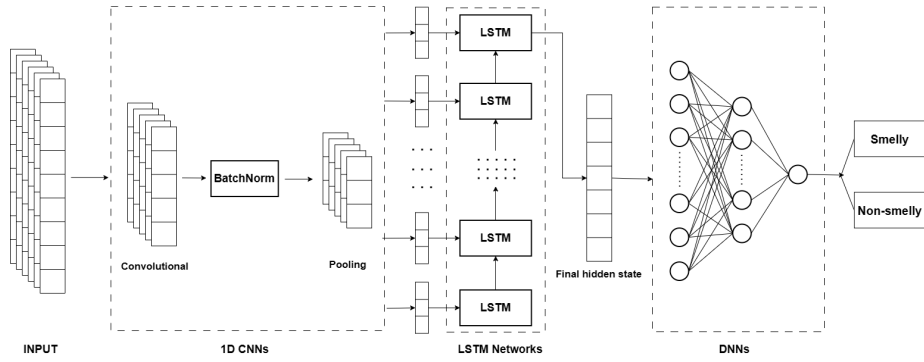 LSTM
LSTM
BatchNorm
Smelly
Non-smelly
LSTM
Convolutional
Pooling
Final hidden state
LSTM
INPUT
1D CNNs
LSTM Networks
DNNs